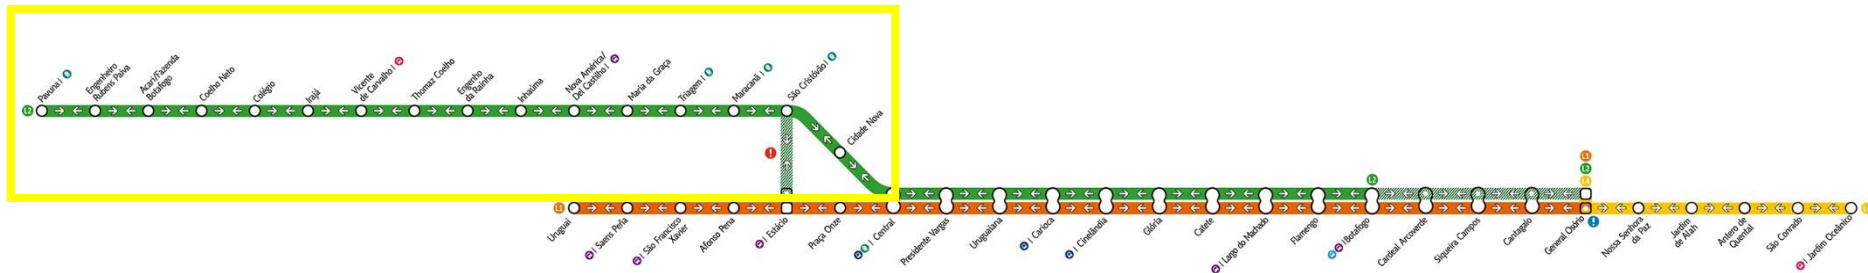 Pavuna |
Engenheiro
Rubens Paiva
Acari/Fazenda
Botafogo
Coelho Neto
Colégio
Irajá
Vicente
de Carvalho |
Thomaz Coelho
Engenho
da Rainha
Inhaúma
Nova América/
Del Castilho |
Maria da Graça
Triagem |
Maracanã |
São Cristóvão |
Cidade Nova
L2
!
L1
Uruguai
| Saens Peña
| São Francisco
Xavier
Afonso Pena
| Estácio
Praça Onze
| Central
Presidente Vargas
Uruguaiana
| Carioca
| Cinelândia
Glória
Catete
| Lago do Machado
Flamengo
L2
| Botafogo
Cardeal Arcoverde
Siqueira Campos
Cantagalo
General Osório
L1
L2
L4
!
Nossa Senhora
da Paz
Jardim
de Alah
Antero de
Quental
São Conrado
| Jardim Oceânico